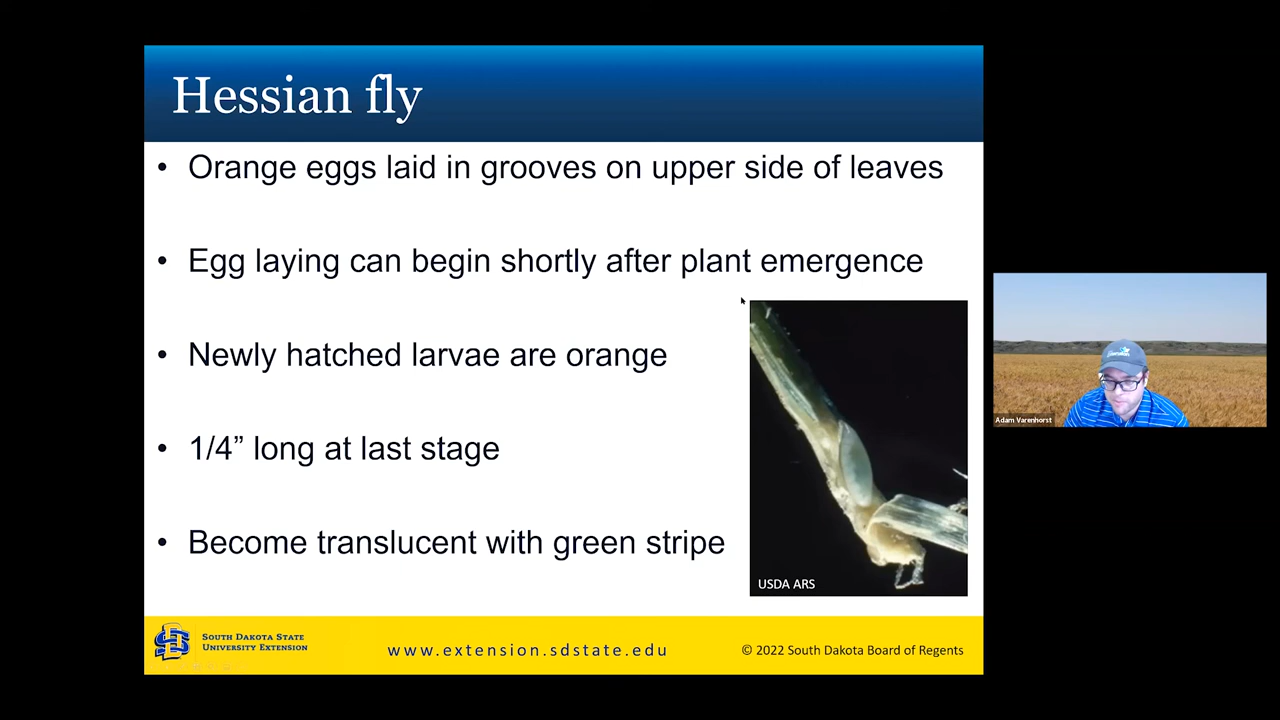 Hessian fly
• Orange eggs laid in grooves on upper side of leaves
• Egg laying can begin shortly after plant emergence
• Newly hatched larvae are orange
• 1/4” long at last stage
• Become translucent with green stripe
USDA ARS
Adam Varenhorst
SOUTH DAKOTA STATE
UNIVERSITY EXTENSION
www.extension.sdstate.edu
© 2022 South Dakota Board of Regents